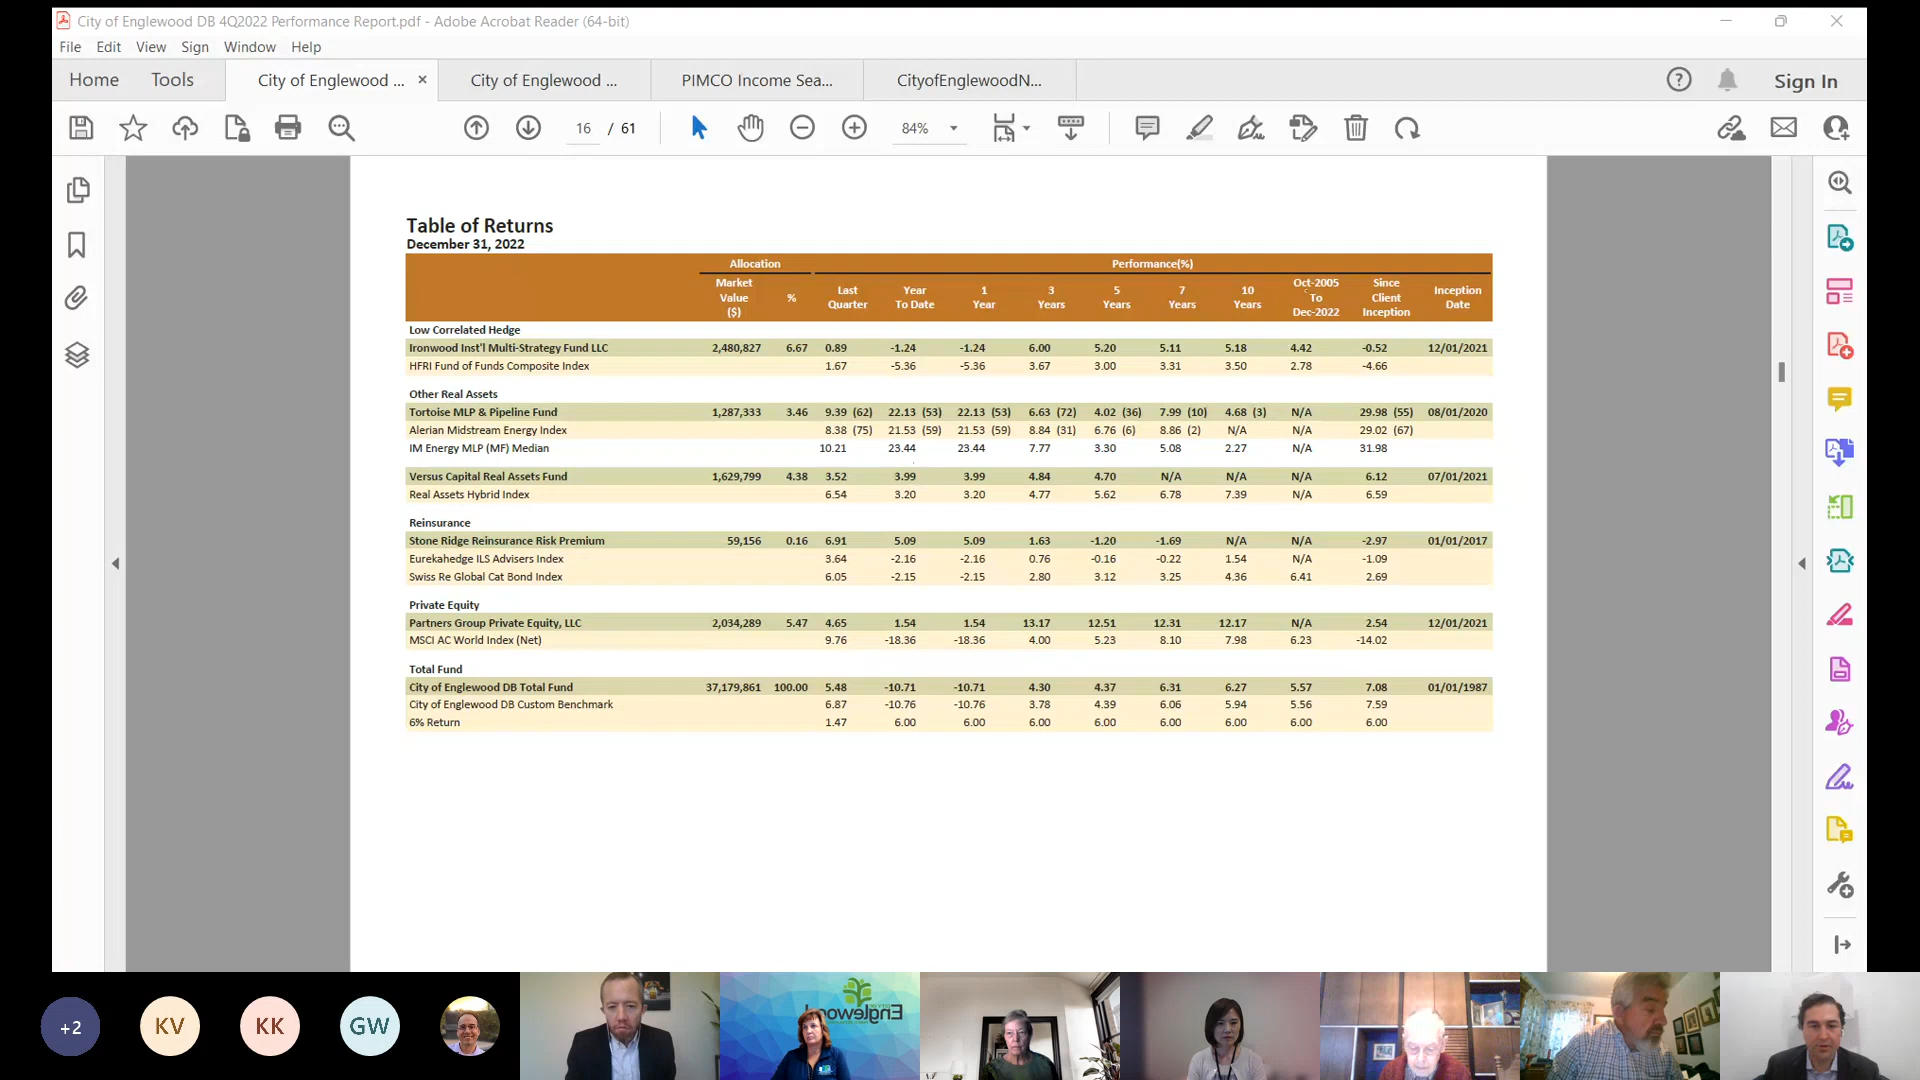 City of Englewood DB 4Q2022 Performance Report.pdf - Adobe Acrobat Reader (64-bit)
File Edit View Sign Window Help
Home Tools City of Englewood ... × City of Englewood ... PIMCO Income Sea... CityofEnglewoodN... Sign In
16 / 61 84%
Table of Returns
December 31, 2022
Allocation Performance(%)
Market Value ($) % Last Quarter Year To Date 1 Year 3 Years 5 Years 7 Years 10 Years Oct-2005 To Dec-2022 Since Client Inception Inception Date
Low Correlated Hedge
Ironwood Inst'l Multi-Strategy Fund LLC 2,480,827 6.67 0.89 -1.24 -1.24 6.00 5.20 5.11 5.18 4.42 -0.52 12/01/2021
HFRI Fund of Funds Composite Index 1.67 -5.36 -5.36 3.67 3.00 3.31 3.50 2.78 -4.66
Other Real Assets
Tortoise MLP & Pipeline Fund 1,287,333 3.46 9.39 (62) 22.13 (53) 22.13 (53) 6.63 (72) 4.02 (36) 7.99 (10) 4.68 (3) N/A 29.98 (55) 08/01/2020
Alerian Midstream Energy Index 8.38 (75) 21.53 (59) 21.53 (59) 8.84 (31) 6.76 (6) 8.86 (2) N/A N/A 29.02 (67)
IM Energy MLP (MF) Median 10.21 23.44 23.44 7.77 3.30 5.08 2.27 N/A 31.98
Versus Capital Real Assets Fund 1,629,799 4.38 3.52 3.99 3.99 4.84 4.70 N/A N/A N/A 6.12 07/01/2021
Real Assets Hybrid Index 6.54 3.20 3.20 4.77 5.62 6.78 7.39 N/A 6.59
Reinsurance
Stone Ridge Reinsurance Risk Premium 59,156 0.16 6.91 5.09 5.09 1.63 -1.20 -1.69 N/A N/A -2.97 01/01/2017
Eurekahedge ILS Advisers Index 3.64 -2.16 -2.16 0.76 -0.16 -0.22 1.54 N/A -1.09
Swiss Re Global Cat Bond Index 6.05 -2.15 -2.15 2.80 3.12 3.25 4.36 6.41 2.69
Private Equity
Partners Group Private Equity, LLC 2,034,289 5.47 4.65 1.54 1.54 13.17 12.51 12.31 12.17 N/A 2.54 12/01/2021
MSCI AC World Index (Net) 9.76 -18.36 -18.36 4.00 5.23 8.10 7.98 6.23 -14.02
Total Fund
City of Englewood DB Total Fund 37,179,861 100.00 5.48 -10.71 -10.71 4.30 4.37 6.31 6.27 5.57 7.08 01/01/1987
City of Englewood DB Custom Benchmark 6.87 -10.76 -10.76 3.78 4.39 6.06 5.94 5.56 7.59
6% Return 1.47 6.00 6.00 6.00 6.00 6.00 6.00 6.00 6.00
+2 KV KK GW Englewood